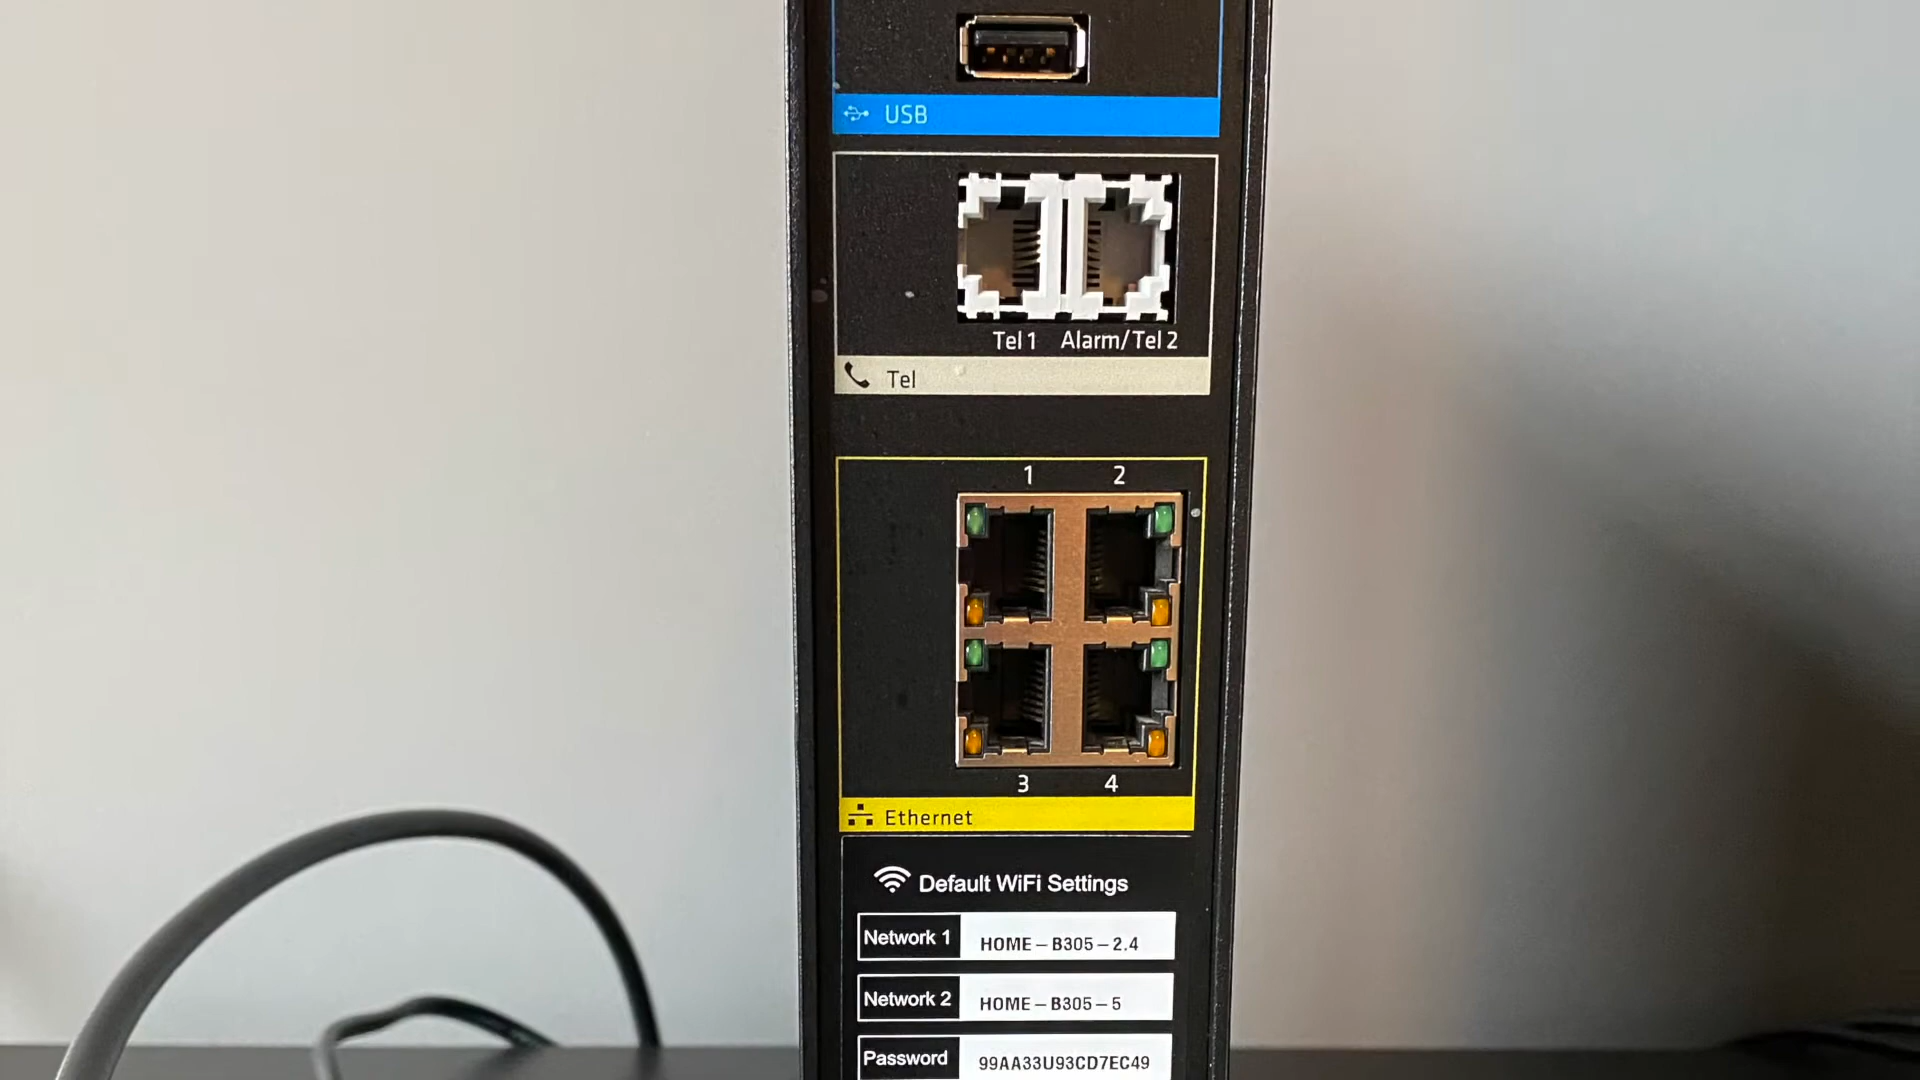 USB
Tel 1 Alarm/Tel 2
Tel
1 2
3 4
Ethernet
Default WiFi Settings
Network 1 HOME – B305 – 2.4
Network 2 HOME – B305 – 5
Password 99AA33U93CD7EC49